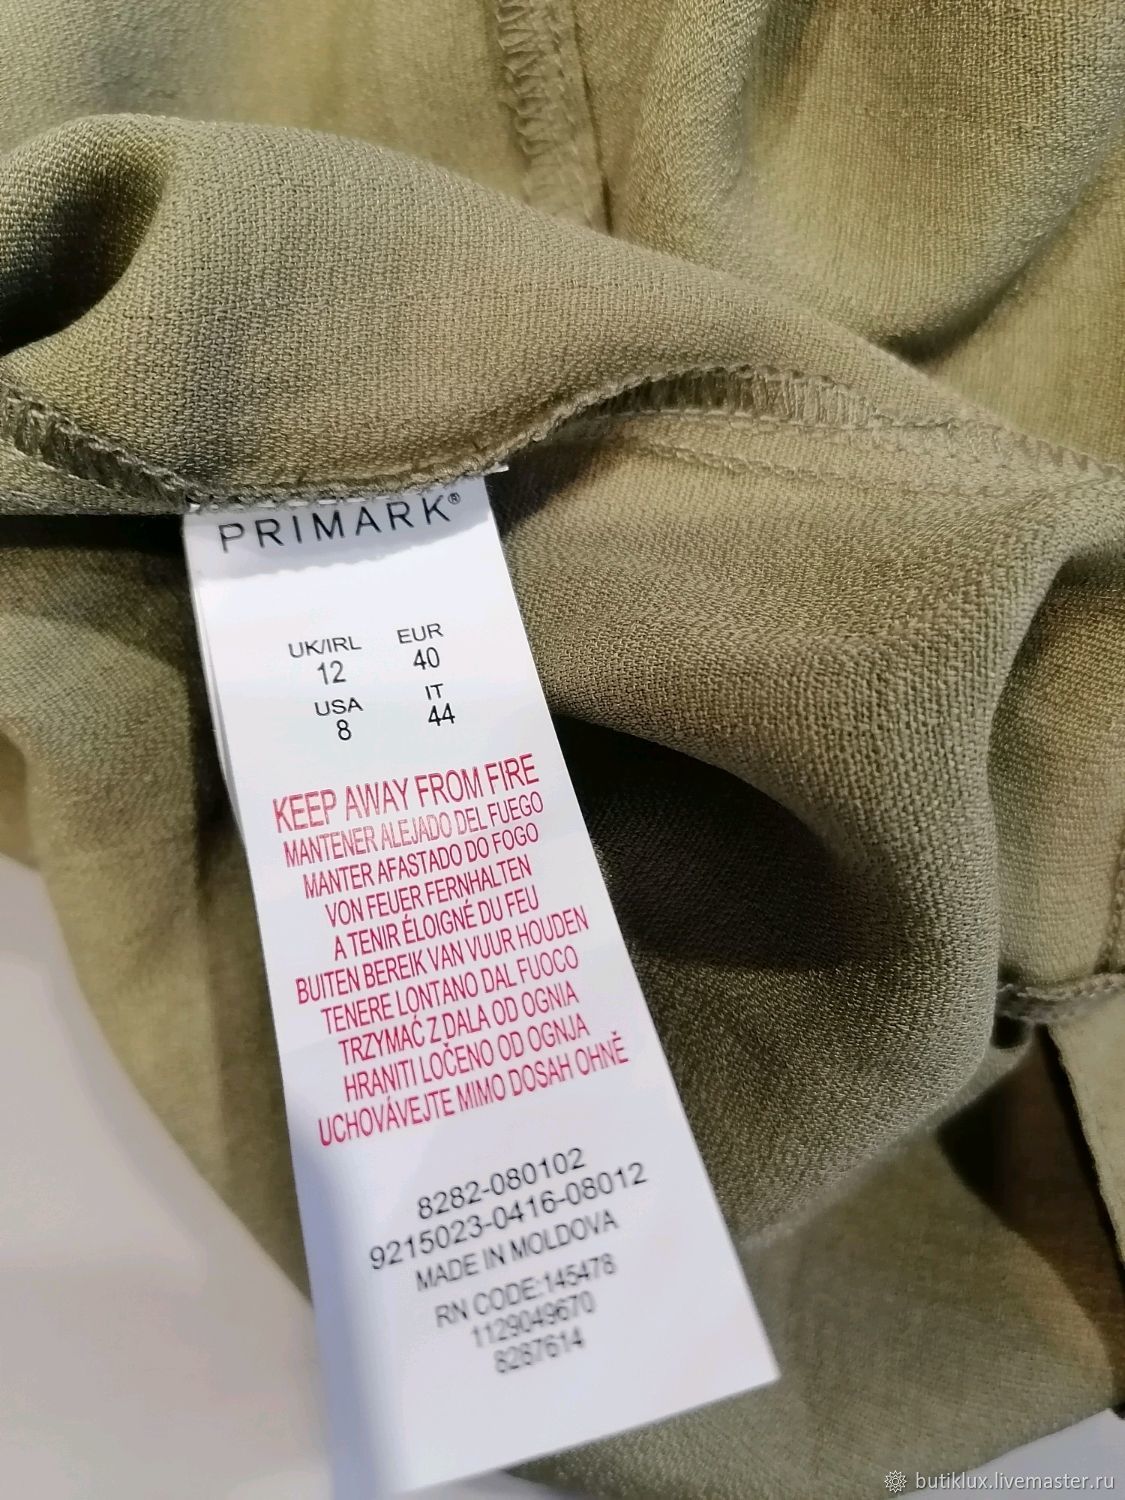 PRIMARK®
UK/IRL EUR
12 40
USA IT
8 44
KEEP AWAY FROM FIRE
MANTENER ALEJADO DEL FUEGO
MANTER AFASTADO DO FOGO
VON FEUER FERNHALTEN
A TENIR ÉLOIGNÉ DU FEU
BUITEN BEREIK VAN VUUR HOUDEN
TENERE LONTANO DAL FUOCO
TRZYMAĆ Z DALA OD OGNIA
HRANITI LOČENO OD OGNJA
UCHOVÁVEJTE MIMO DOSAH OHNĚ
8282-080102
9215023-0416-08012
MADE IN MOLDOVA
RN CODE:145478
1129049670
8287614
butiklux.livemaster.ru